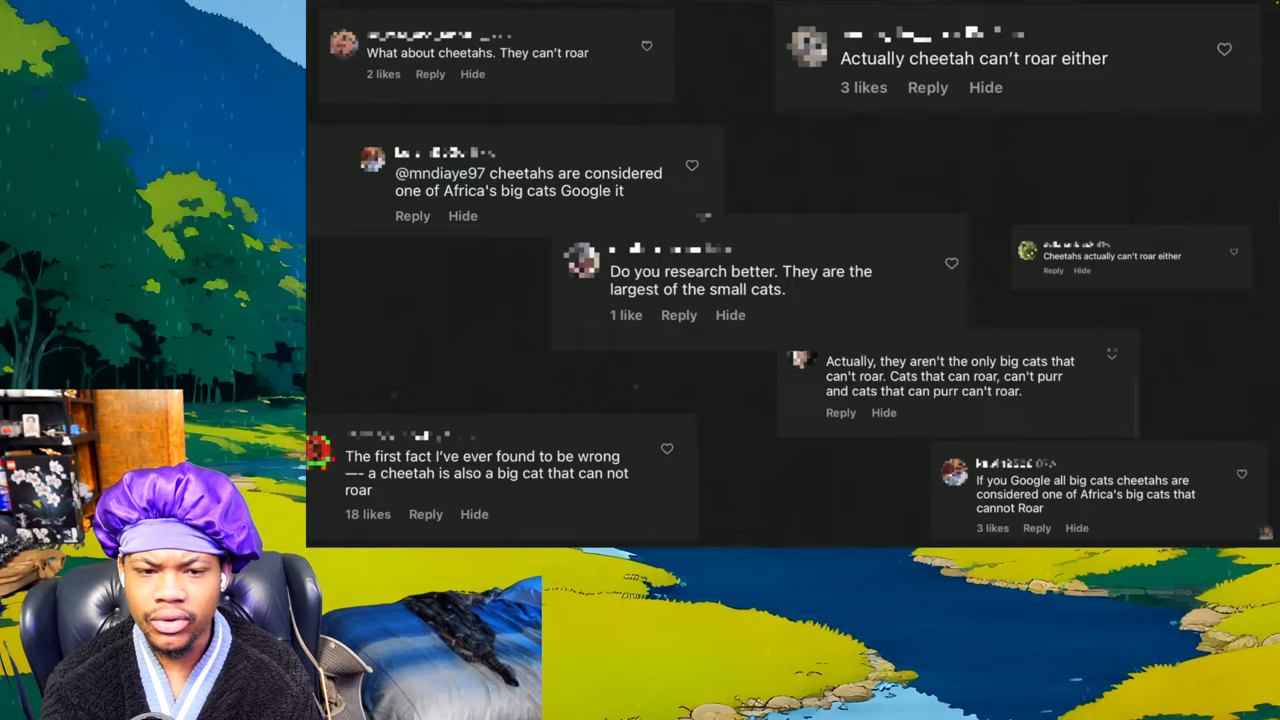 What about cheetahs. They can’t roar
2 likes Reply Hide
Actually cheetah can’t roar either
3 likes Reply Hide
@mndiaye97 cheetahs are considered
one of Africa's big cats Google it
Reply Hide
Do you research better. They are the
largest of the small cats.
1 like Reply Hide
Cheetahs actually can’t roar either
Reply Hide
Actually, they aren't the only big cats that
can't roar. Cats that can roar, can't purr
and cats that can purr can't roar.
Reply Hide
The first fact I’ve ever found to be wrong
—- a cheetah is also a big cat that can not
roar
18 likes Reply Hide
If you Google all big cats cheetahs are
considered one of Africa's big cats that
cannot Roar
3 likes Reply Hide